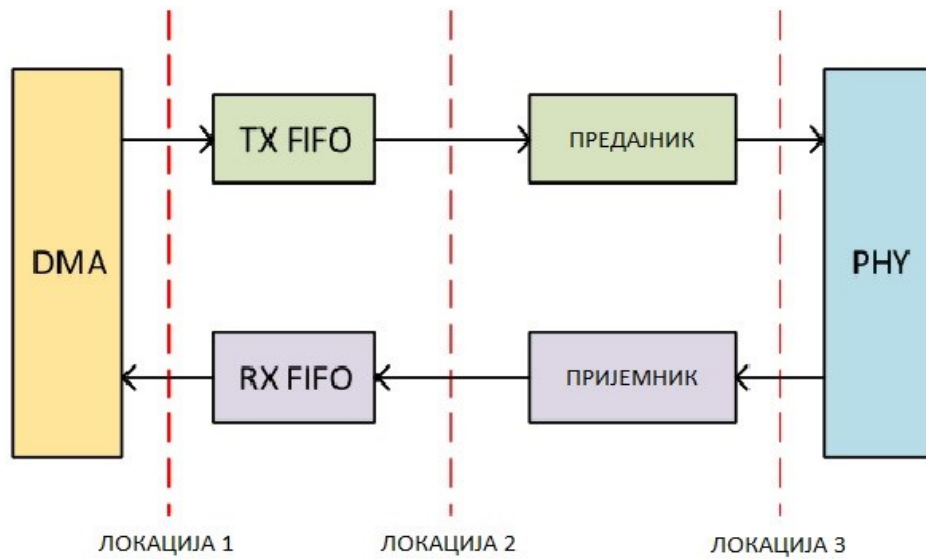 TX FIFO
ПРЕДАЈНИК
DMA
PHY
RX FIFO
ПРИЈЕМНИК
ЛОКАЦИЈА 1
ЛОКАЦИЈА 2
ЛОКАЦИЈА 3